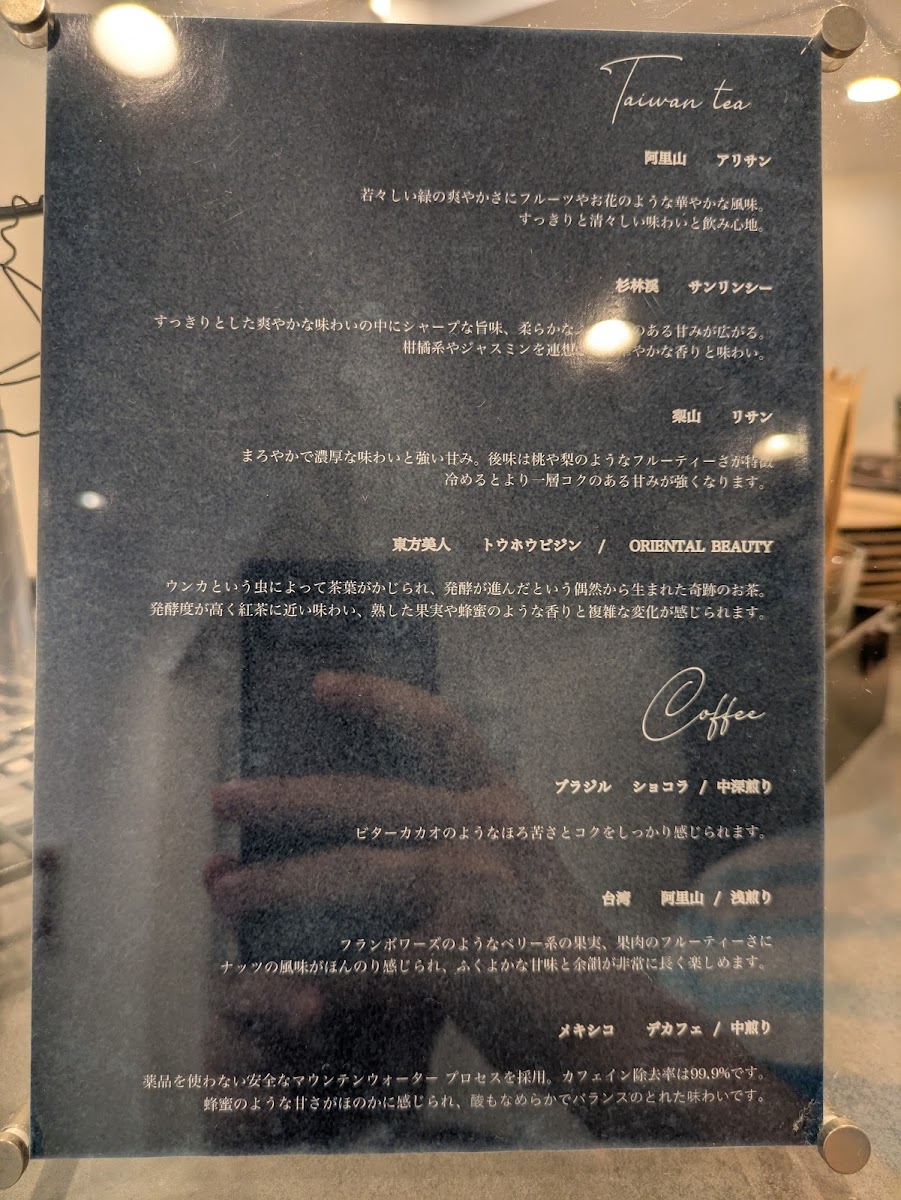 Taiwan tea
阿里山　アリサン
若々しい緑の爽やかさにフルーツやお花のような華やかな風味。
すっきりと清々しい味わいと飲み心地。
杉林溪　サンリンシー
すっきりとした爽やかな味わいの中にシャープな旨味、柔らかな のある甘みが広がる。
柑橘系やジャスミンを連想 やかな香りと味わい。
梨山　リサン
まろやかで濃厚な味わいと強い甘み。後味は桃や梨のようなフルーティーさが特徴
冷めるとより一層コクのある甘みが強くなります。
東方美人　トウホウビジン / ORIENTAL BEAUTY
ウンカという虫によって茶葉がかじられ、発酵が進んだという偶然から生まれた奇跡のお茶。
発酵度が高く紅茶に近い味わい、熟した果実や蜂蜜のような香りと複雑な変化が感じられます。
Coffee
ブラジル　ショコラ / 中深煎り
ビターカカオのようなほろ苦さとコクをしっかり感じられます。
台湾　阿里山 / 浅煎り
フランボワーズのようなベリー系の果実、果肉のフルーティーさに
ナッツの風味がほんのり感じられ、ふくよかな甘味と余韻が非常に長く楽しめます。
メキシコ　デカフェ / 中煎り
薬品を使わない安全なマウンテンウォーター プロセスを採用。カフェイン除去率は99.9%です。
蜂蜜のような甘さがほのかに感じられ、酸もなめらかでバランスのとれた味わいです。